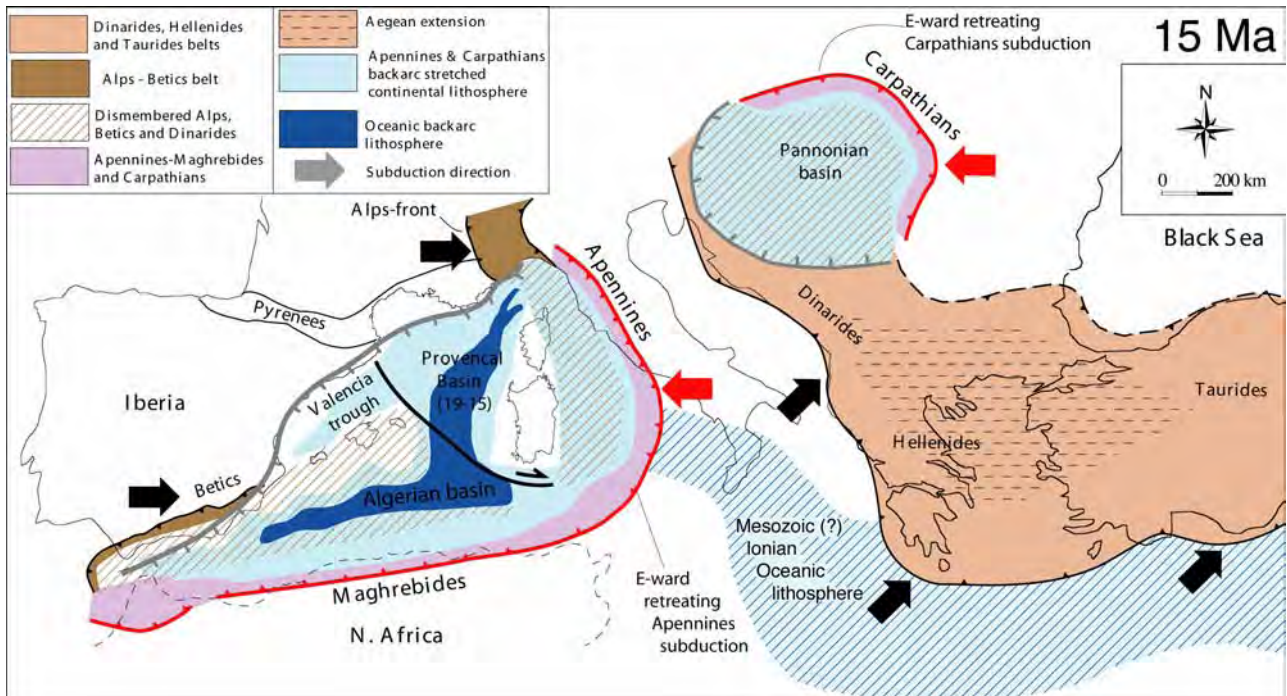 Dinarides, Hellenides
and Taurides belts
Alps - Betics belt
Dismembered Alps,
Betics and Dinarides
Apennines-Maghrebides
and Carpathians
Aegean extension
Apennines & Carpathians
backarc stretched
continental lithosphere
Oceanic backarc
lithosphere
Subduction direction
E-ward retreating
Carpathians subduction
15 Ma
N
0 200 km
Carpathians
Pannonian
basin
Black Sea
Alps-front
Apennines
Pyrenees
Dinarides
Provencal
Basin
(19-15)
Valencia
trough
Iberia
Taurides
Hellenides
Betics
Algerian basin
Mesozoic (?)
Ionian
Oceanic
lithosphere
Maghrebides
E-ward
retreating
Apennines
subduction
N. Africa